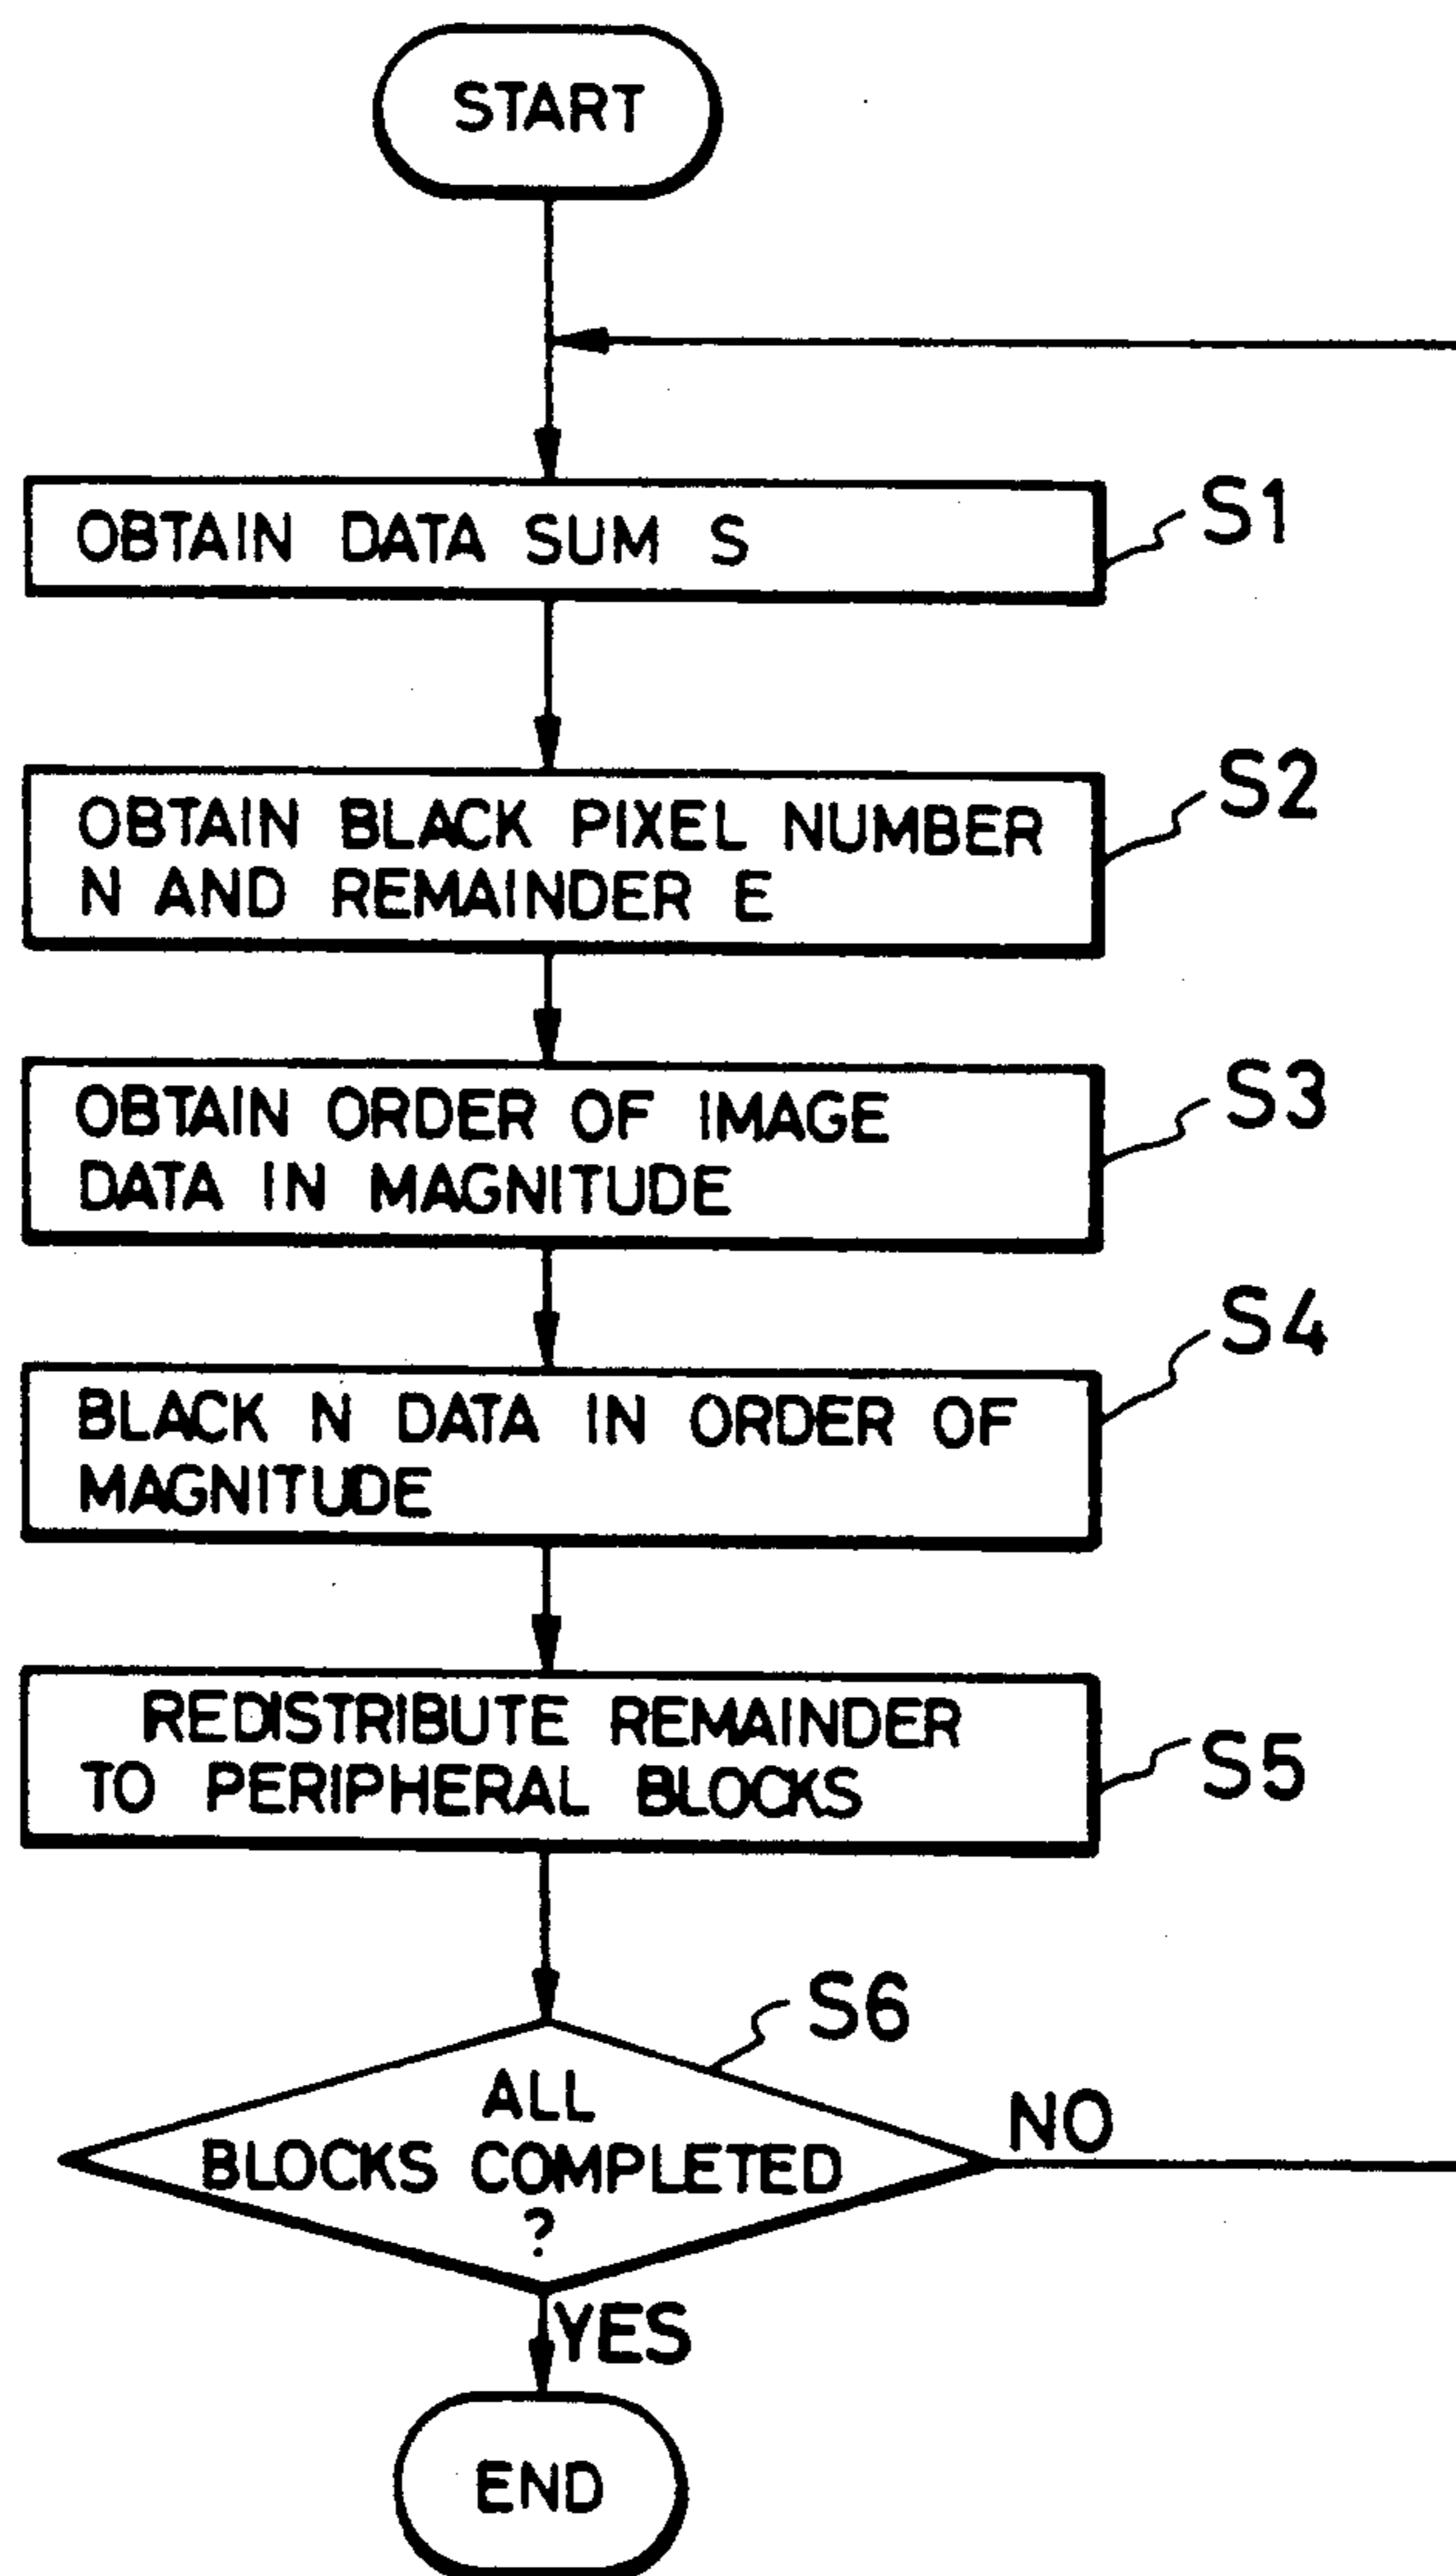 START
OBTAIN DATA SUM S
S1
OBTAIN BLACK PIXEL NUMBER
N AND REMAINDER E
S2
OBTAIN ORDER OF IMAGE
DATA IN MAGNITUDE
S3
BLACK N DATA IN ORDER OF
MAGNITUDE
S4
REDISTRIBUTE REMAINDER
TO PERIPHERAL BLOCKS
S5
S6
ALL
BLOCKS COMPLETED
?
NO
YES
END